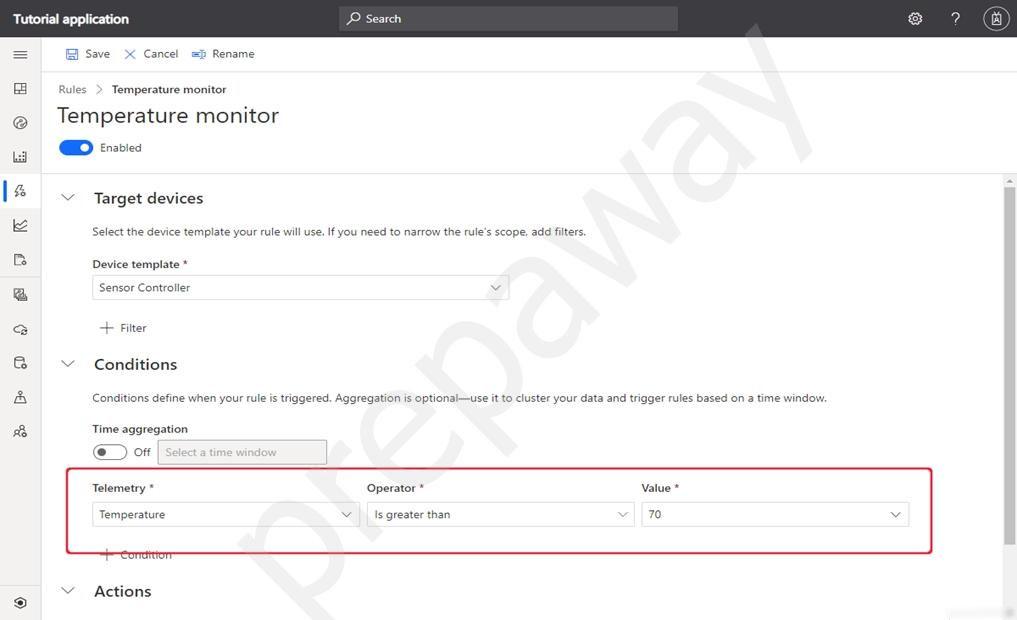 Tutorial application
Search
?
Save Cancel Rename
Rules > Temperature monitor
Temperature monitor
Enabled
Target devices
Select the device template your rule will use. If you need to narrow the rule's scope, add filters.
Device template *
Sensor Controller
+ Filter
Conditions
Conditions define when your rule is triggered. Aggregation is optional—use it to cluster your data and trigger rules based on a time window.
Time aggregation
Off Select a time window
Telemetry * Operator * Value *
Temperature Is greater than 70
+ Condition
Actions
prepaway